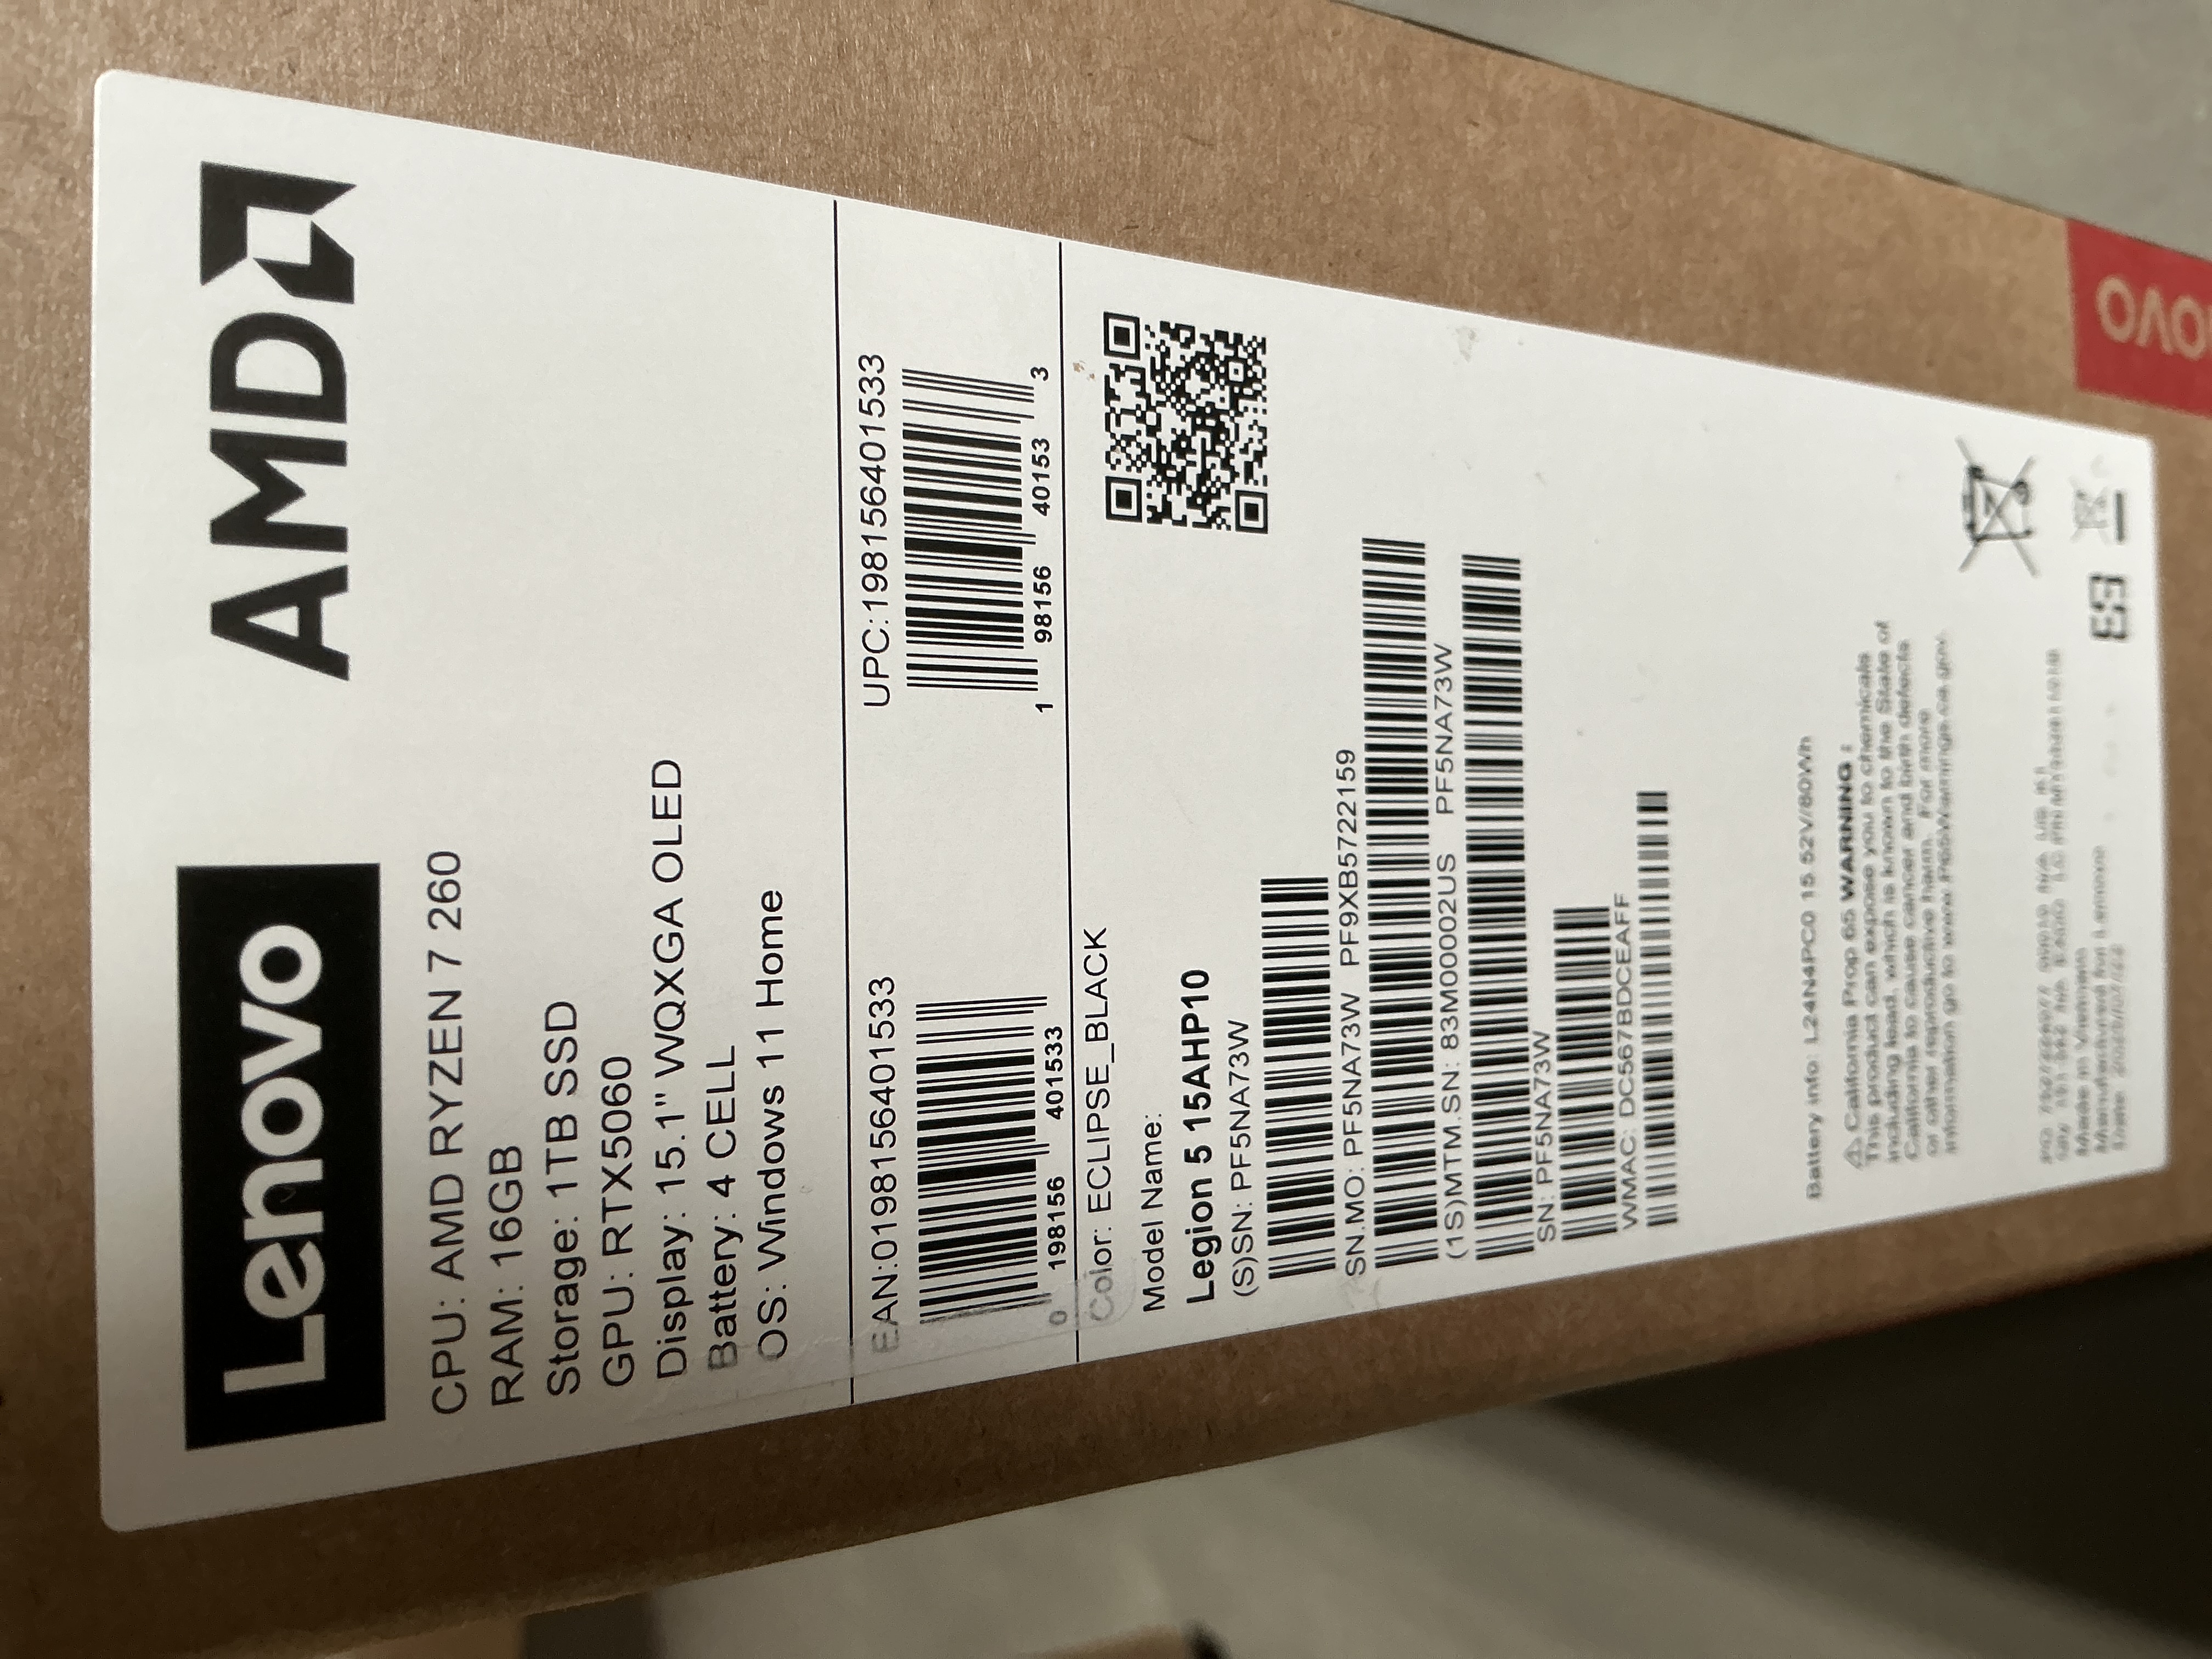 Lenovo
AMD
CPU: AMD RYZEN 7 260
RAM: 16GB
Storage: 1TB SSD
GPU: RTX5060
Display: 15.1" WQXGA OLED
Battery: 4 CELL
OS: Windows 11 Home
EAN:0198156401533
0 198156 401533
UPC:198156401533
1 98156 40153 3
Color: ECLIPSE_BLACK
Model Name:
Legion 5 15AHP10
(S)SN: PF5NA73W
SN.MO: PF5NA73W PF9XB5722159
(1S)MTM.SN: 83M00002US PF5NA73W
SN: PF5NA73W
WMAC: DC567BDCEAFF
Battery info: L24N4PC0 15.52V/80Wh
⚠ California Prop 65 WARNING :
This product can expose you to chemicals
including lead, which is known to the State of
California to cause cancer and birth defects
or other reproductive harm. For more
information go to www.P65Warnings.ca.gov.
Made in Vietnam
Manufactured for Lenovo
Date:
ovo